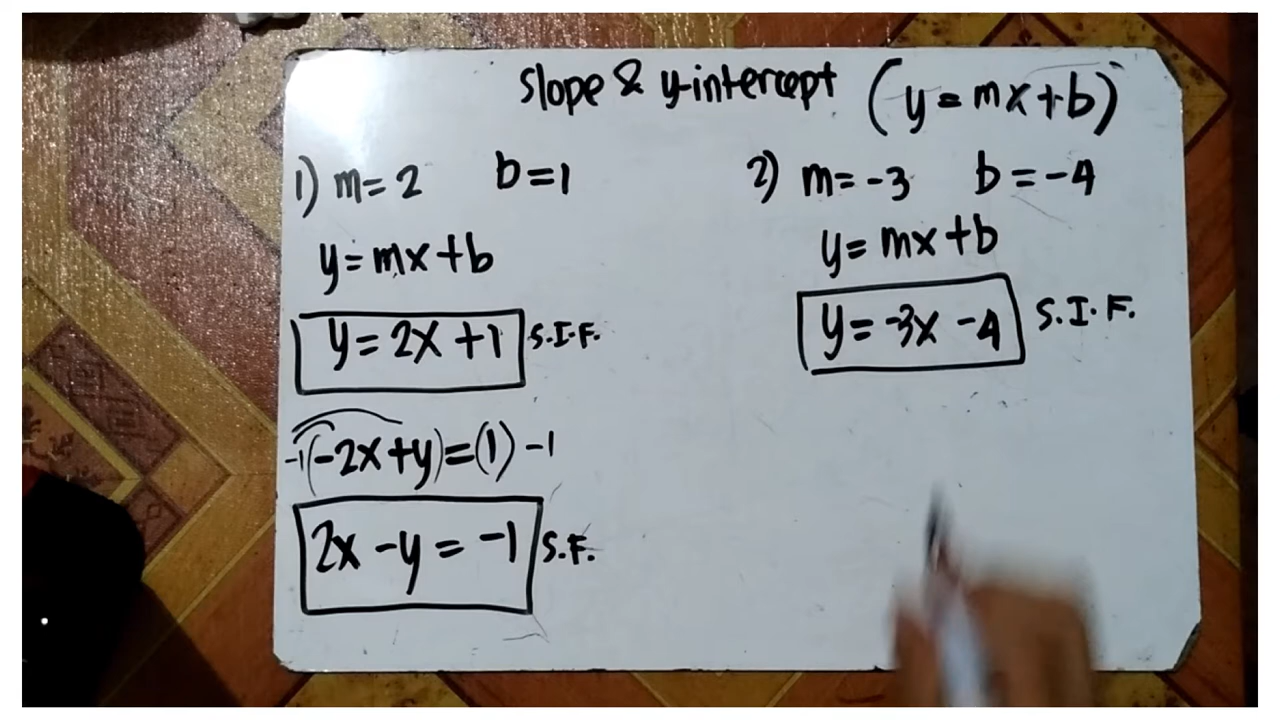 slope & y-intercept (y = mx + b)
1) m = 2 b = 1
y = mx + b
y = 2x + 1 S.I.F.
-1(-2x + y) = (1) -1
2x - y = -1 S.F.
2) m = -3 b = -4
y = mx + b
y = -3x - 4 S.I.F.